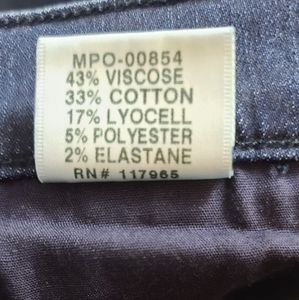 MPO-00854
43% VISCOSE
33% COTTON
17% LYOCELL
5% POLYESTER
2% ELASTANE
RN# 117965